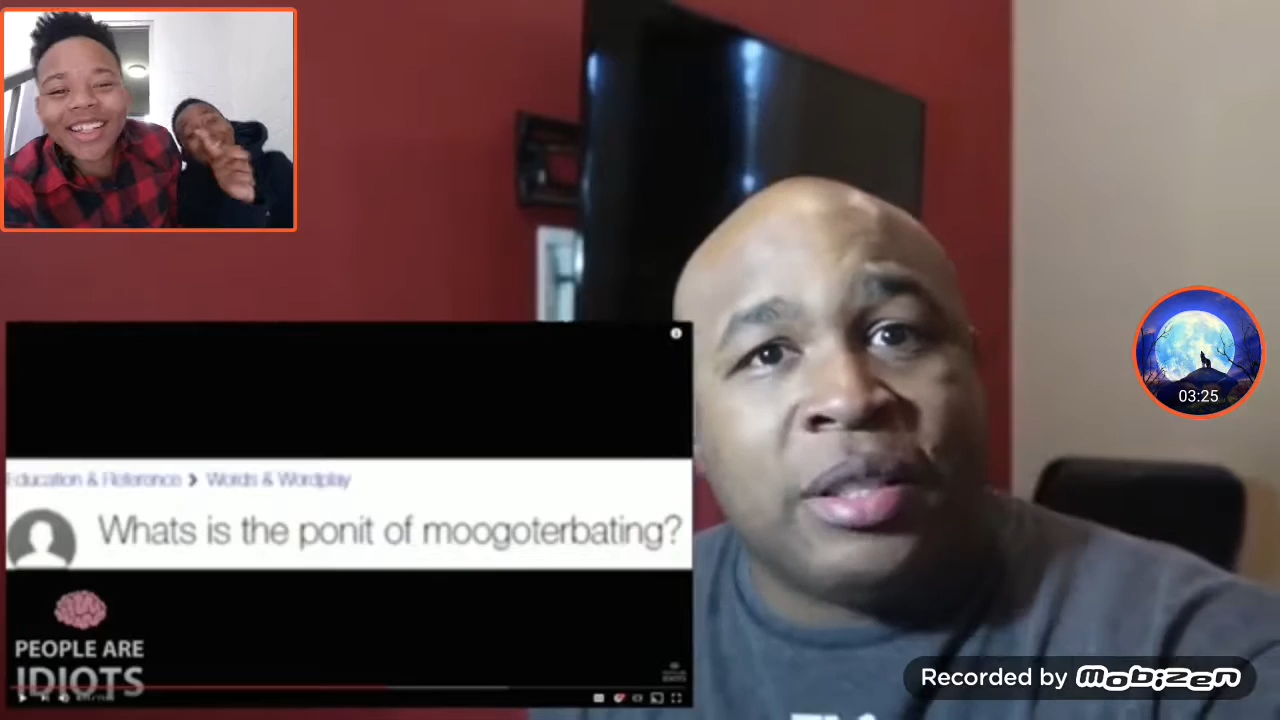 Education & Reference > Words & Wordplay
Whats is the ponit of moogoterbating?
PEOPLE ARE
IDIOTS
03:25
Recorded by mobizen